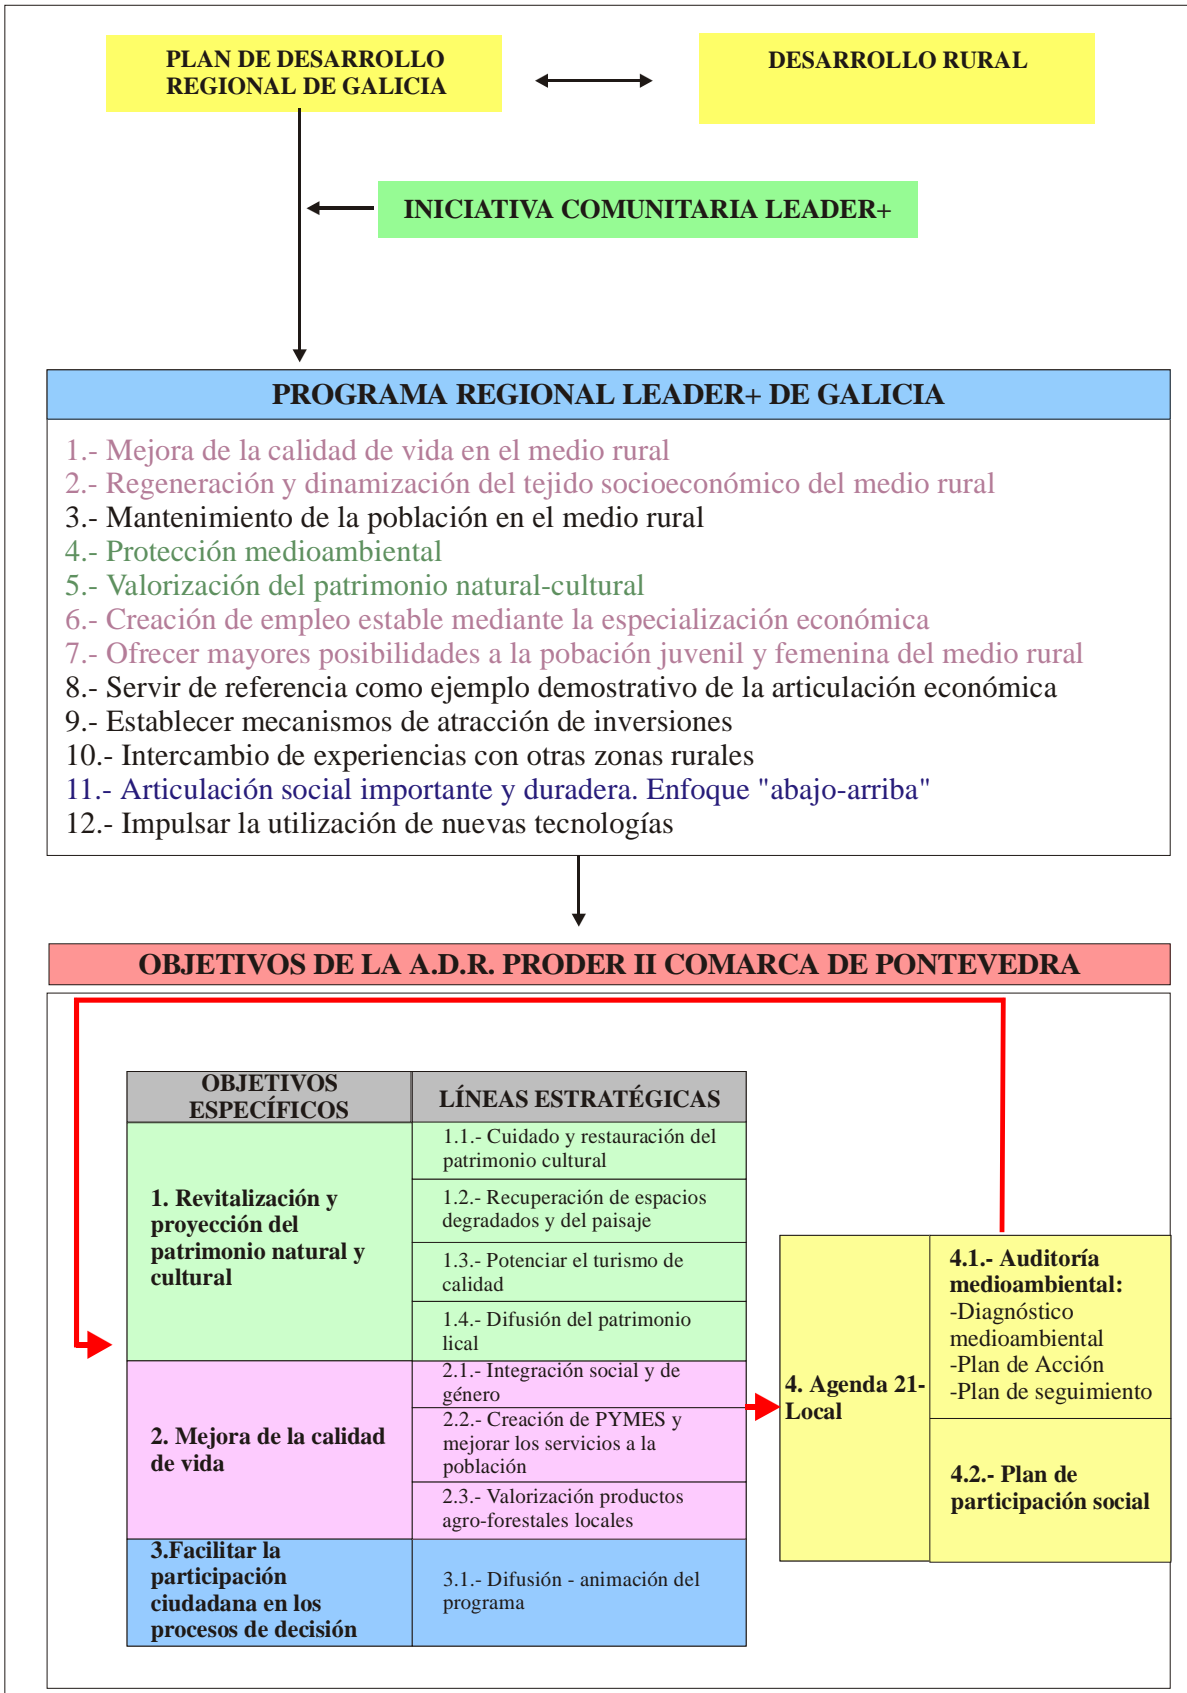 PLAN DE DESARROLLO
REGIONAL DE GALICIA
DESARROLLO RURAL
INICIATIVA COMUNITARIA LEADER+
PROGRAMA REGIONAL LEADER+ DE GALICIA
1.- Mejora de la calidad de vida en el medio rural
2.- Regeneración y dinamización del tejido socioeconómico del medio rural
3.- Mantenimiento de la población en el medio rural
4.- Protección medioambiental
5.- Valorización del patrimonio natural-cultural
6.- Creación de empleo estable mediante la especialización económica
7.- Ofrecer mayores posibilidades a la pobación juvenil y femenina del medio rural
8.- Servir de referencia como ejemplo demostrativo de la articulación económica
9.- Establecer mecanismos de atracción de inversiones
10.- Intercambio de experiencias con otras zonas rurales
11.- Articulación social importante y duradera. Enfoque "abajo-arriba"
12.- Impulsar la utilización de nuevas tecnologías
OBJETIVOS DE LA A.D.R. PRODER II COMARCA DE PONTEVEDRA
OBJETIVOS
ESPECÍFICOS
LÍNEAS ESTRATÉGICAS
1. Revitalización y
proyección del
patrimonio natural y
cultural
1.1.- Cuidado y restauración del
patrimonio cultural
1.2.- Recuperación de espacios
degradados y del paisaje
1.3.- Potenciar el turismo de
calidad
1.4.- Difusión del patrimonio
lical
2. Mejora de la calidad
de vida
2.1.- Integración social y de
género
2.2.- Creación de PYMES y
mejorar los servicios a la
población
2.3.- Valorización productos
agro-forestales locales
3.Facilitar la
participación
ciudadana en los
procesos de decisión
3.1.- Difusión - animación del
programa
4. Agenda 21-
Local
4.1.- Auditoría
medioambiental:
-Diagnóstico
medioambiental
-Plan de Acción
-Plan de seguimiento
4.2.- Plan de
participación social